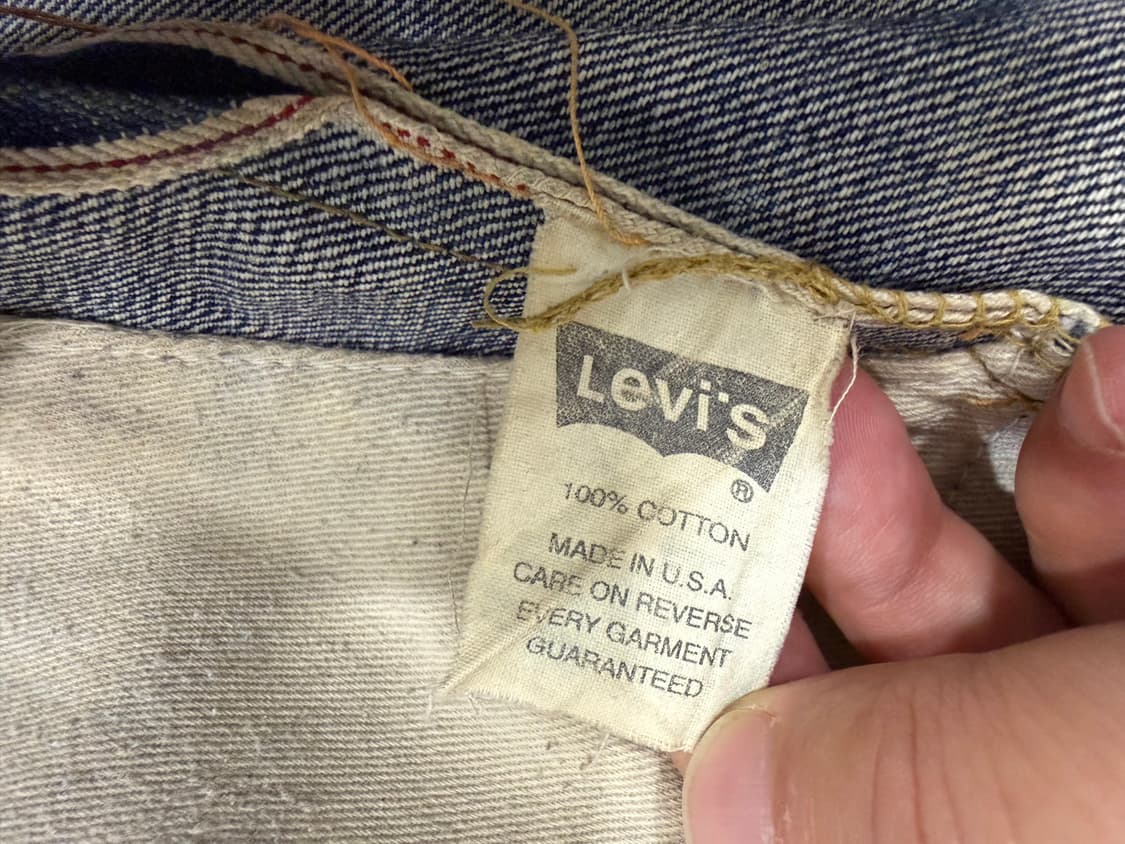 Levi's
®
100% COTTON
MADE IN U.S.A.
CARE ON REVERSE
EVERY GARMENT
GUARANTEED